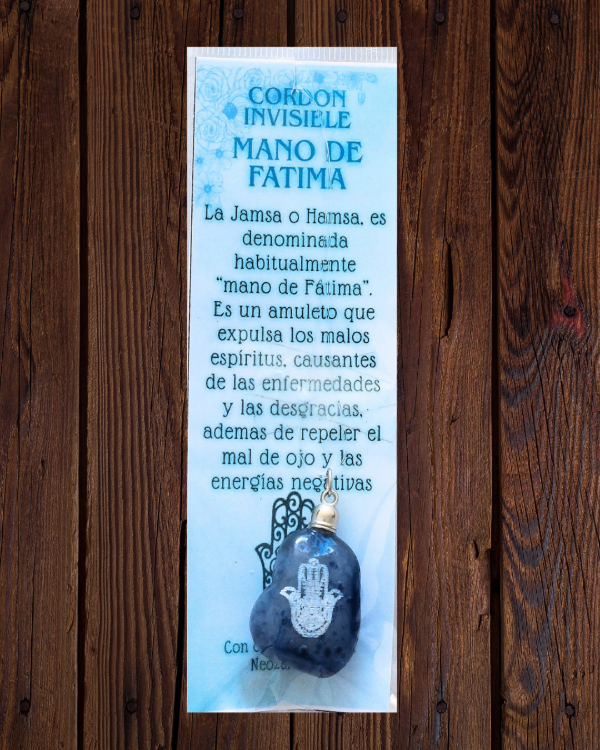 CORDON
INVISIBLE
MANO DE
FATIMA
La Jamsa o Hamsa, es
denominada
habitualmente
"mano de Fátima".
Es un amuleto que
expulsa los malos
espíritus, causantes
de las enfermedades
y las desgracias,
ademas de repeler el
mal de ojo y las
energías negativas
Con